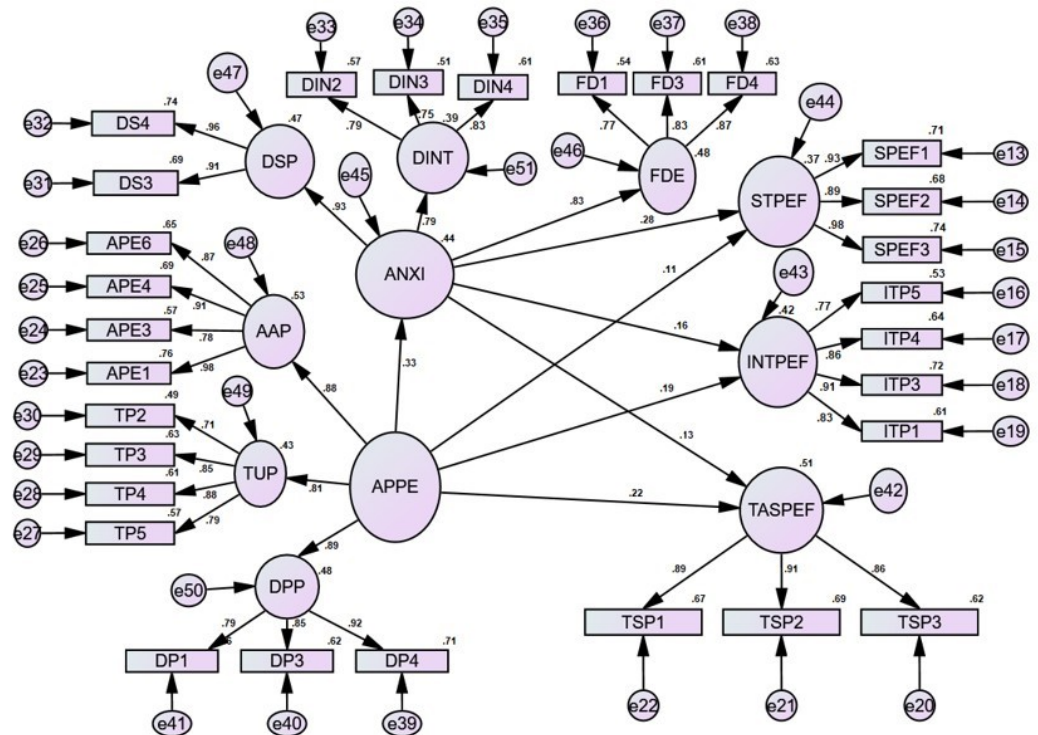 e33 e34 e35 e36 e37 e38
.57 .51 .61 .54 .61 .63
DIN2 DIN3 DIN4 FD1 FD3 FD4
e47 .79 .75 .39 .83 .77 .83 .87 e44
e32 .74 DS4 .96 .47 DSP
DINT e51 e46 .48 FDE
.37 .93 .71 SPEF1 e13
STPEF .89 .68 SPEF2 e14
.98 .74 SPEF3 e15
e31 .69 DS3 .91 e45
.93 .79 .83 .28
e26 .65 APE6 .87 e48
ANXI .44 .11 e43
e25 .69 APE4 .91 .53 AAP
e24 .57 APE3 .78
e23 .76 APE1 .98
.42 .77 .53 ITP5 e16
.16 INTPEF .86 .64 ITP4 e17
.91 .72 ITP3 e18
.83 .61 ITP1 e19
.33 .88 .19
e30 .49 TP2 .71 e49
e29 .63 TP3 .85 .43 TUP
e28 .61 TP4 .88
e27 .57 TP5 .79
.81 APPE .13 .22
.51 TASPEF e42
.89
e50 DPP .48
.79 .85 .92
.89 .91 .86
DP1 .62 DP3 .71 DP4
.67 TSP1 .69 TSP2 .62 TSP3
e41 e40 e39
e22 e21 e20